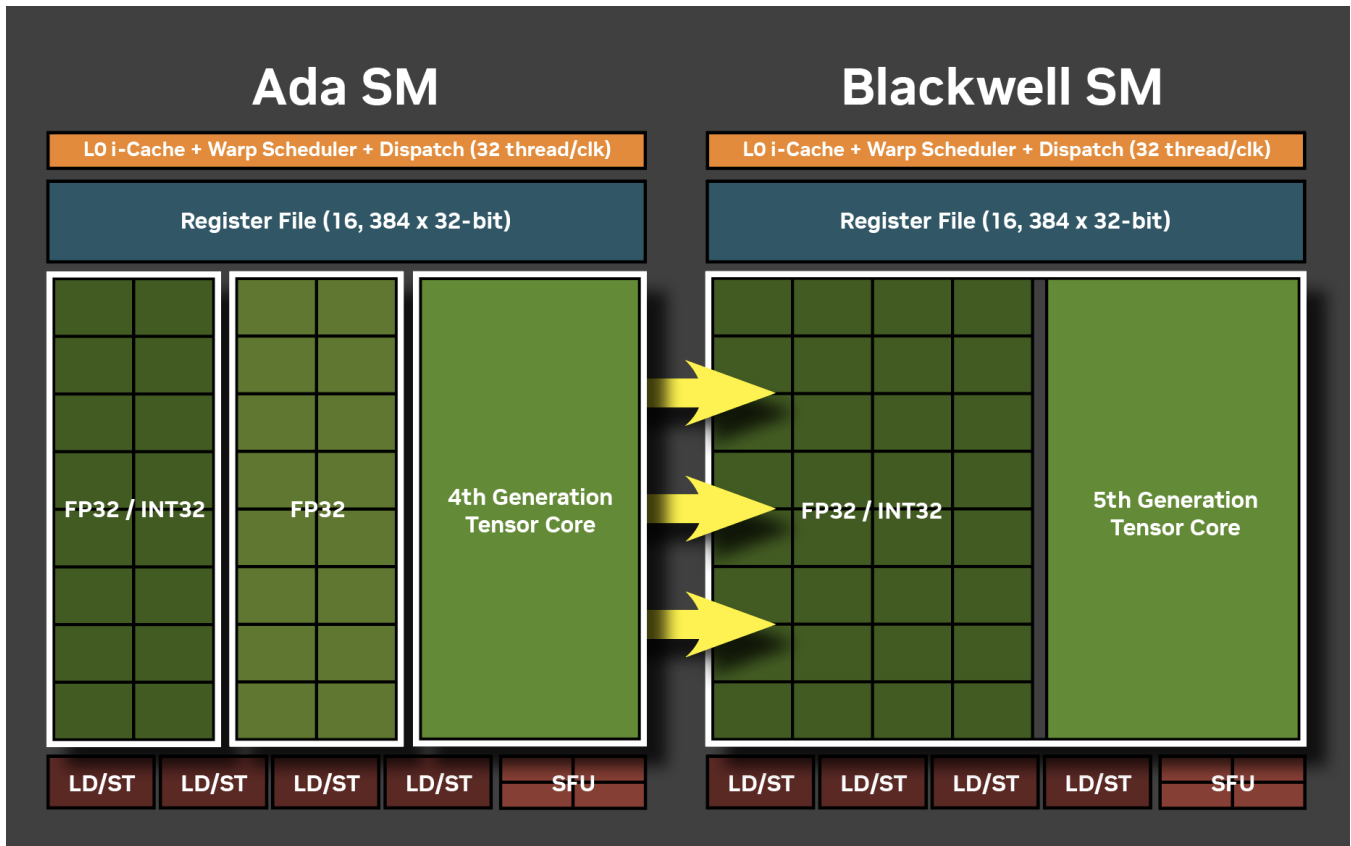 Ada SM
L0 i-Cache + Warp Scheduler + Dispatch (32 thread/clk)
Register File (16, 384 x 32-bit)
FP32 / INT32
FP32
4th Generation
Tensor Core
LD/ST
LD/ST
LD/ST
LD/ST
SFU
Blackwell SM
L0 i-Cache + Warp Scheduler + Dispatch (32 thread/clk)
Register File (16, 384 x 32-bit)
FP32 / INT32
5th Generation
Tensor Core
LD/ST
LD/ST
LD/ST
LD/ST
SFU